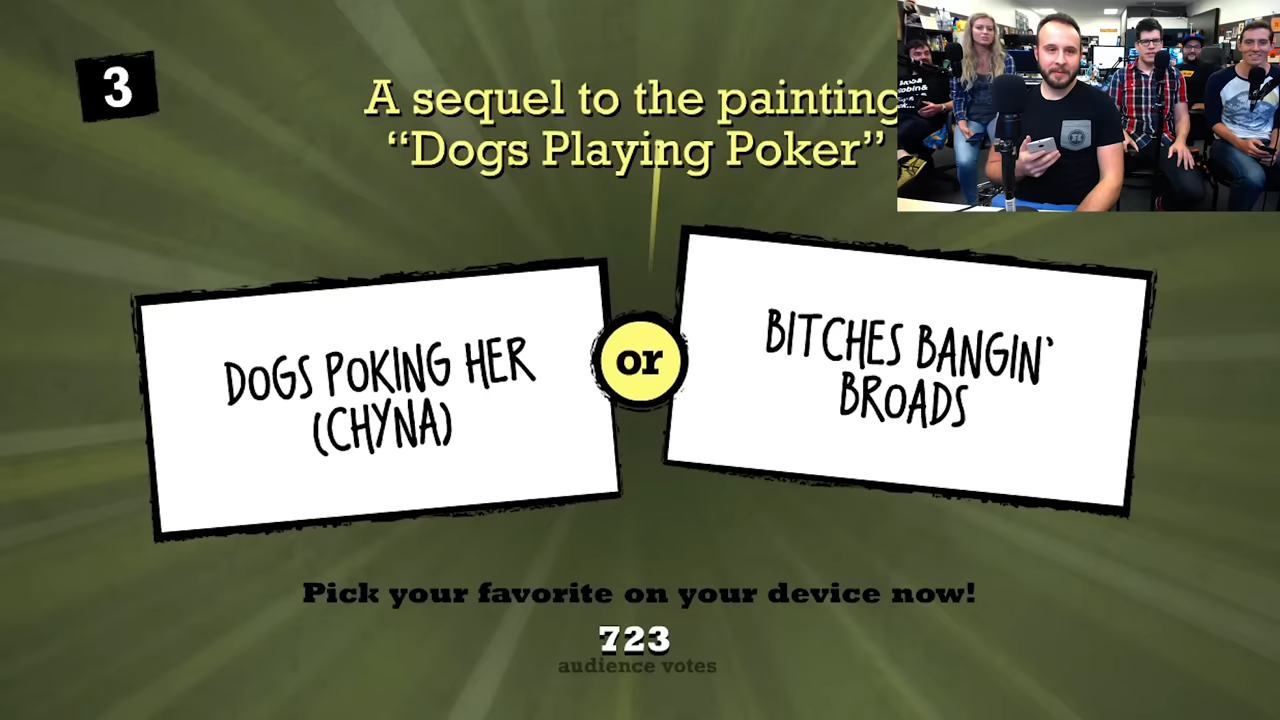 3
A sequel to the painting
“Dogs Playing Poker”
DOGS POKING HER
(CHYNA)
or
BITCHES BANGIN'
BROADS
Pick your favorite on your device now!
723
audience votes